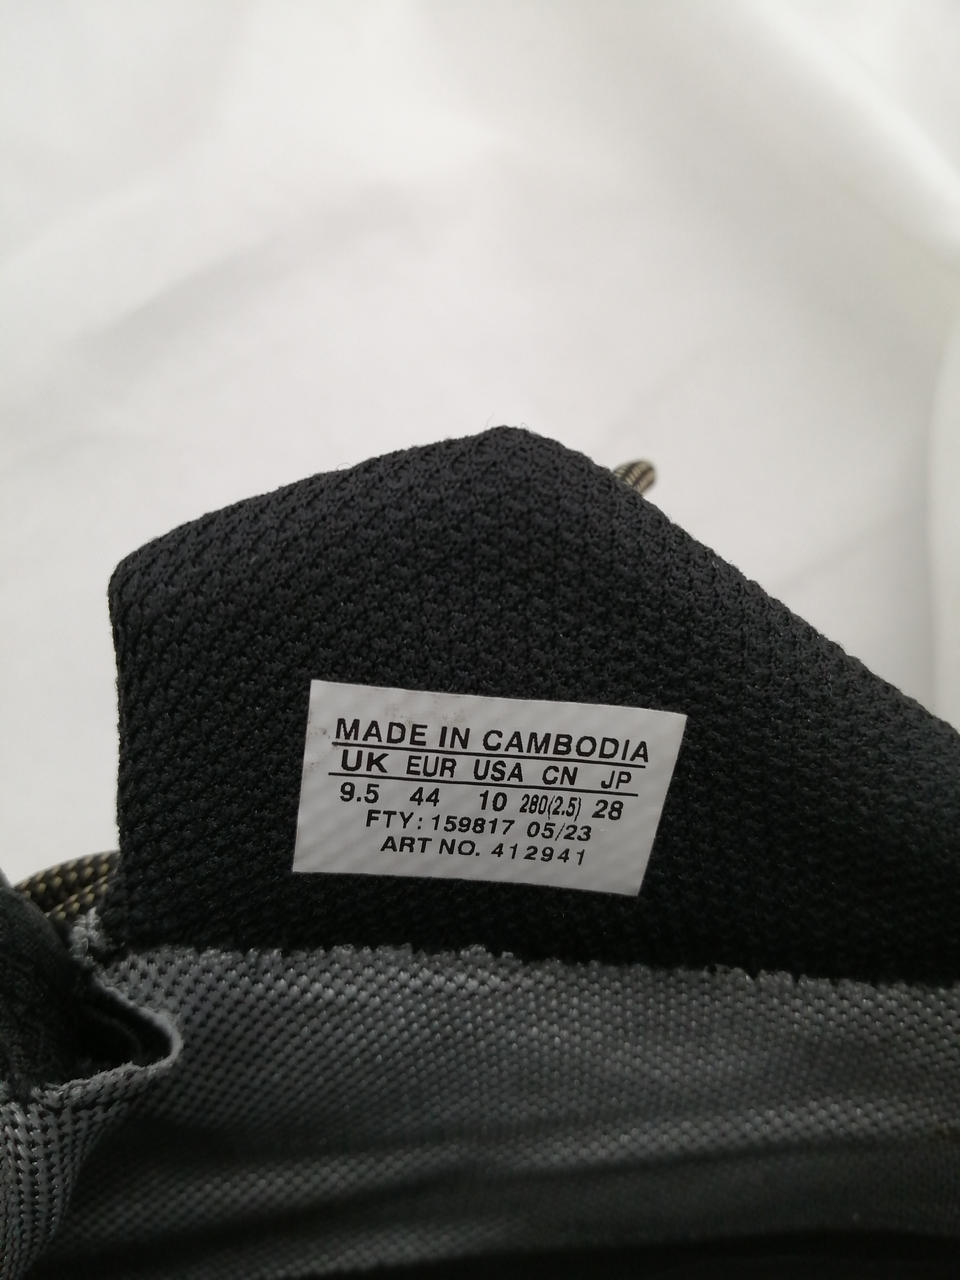 MADE IN CAMBODIA
UK EUR USA CN JP
9.5 44 10 280(2.5) 28
FTY: 159817 05/23
ART NO. 412941